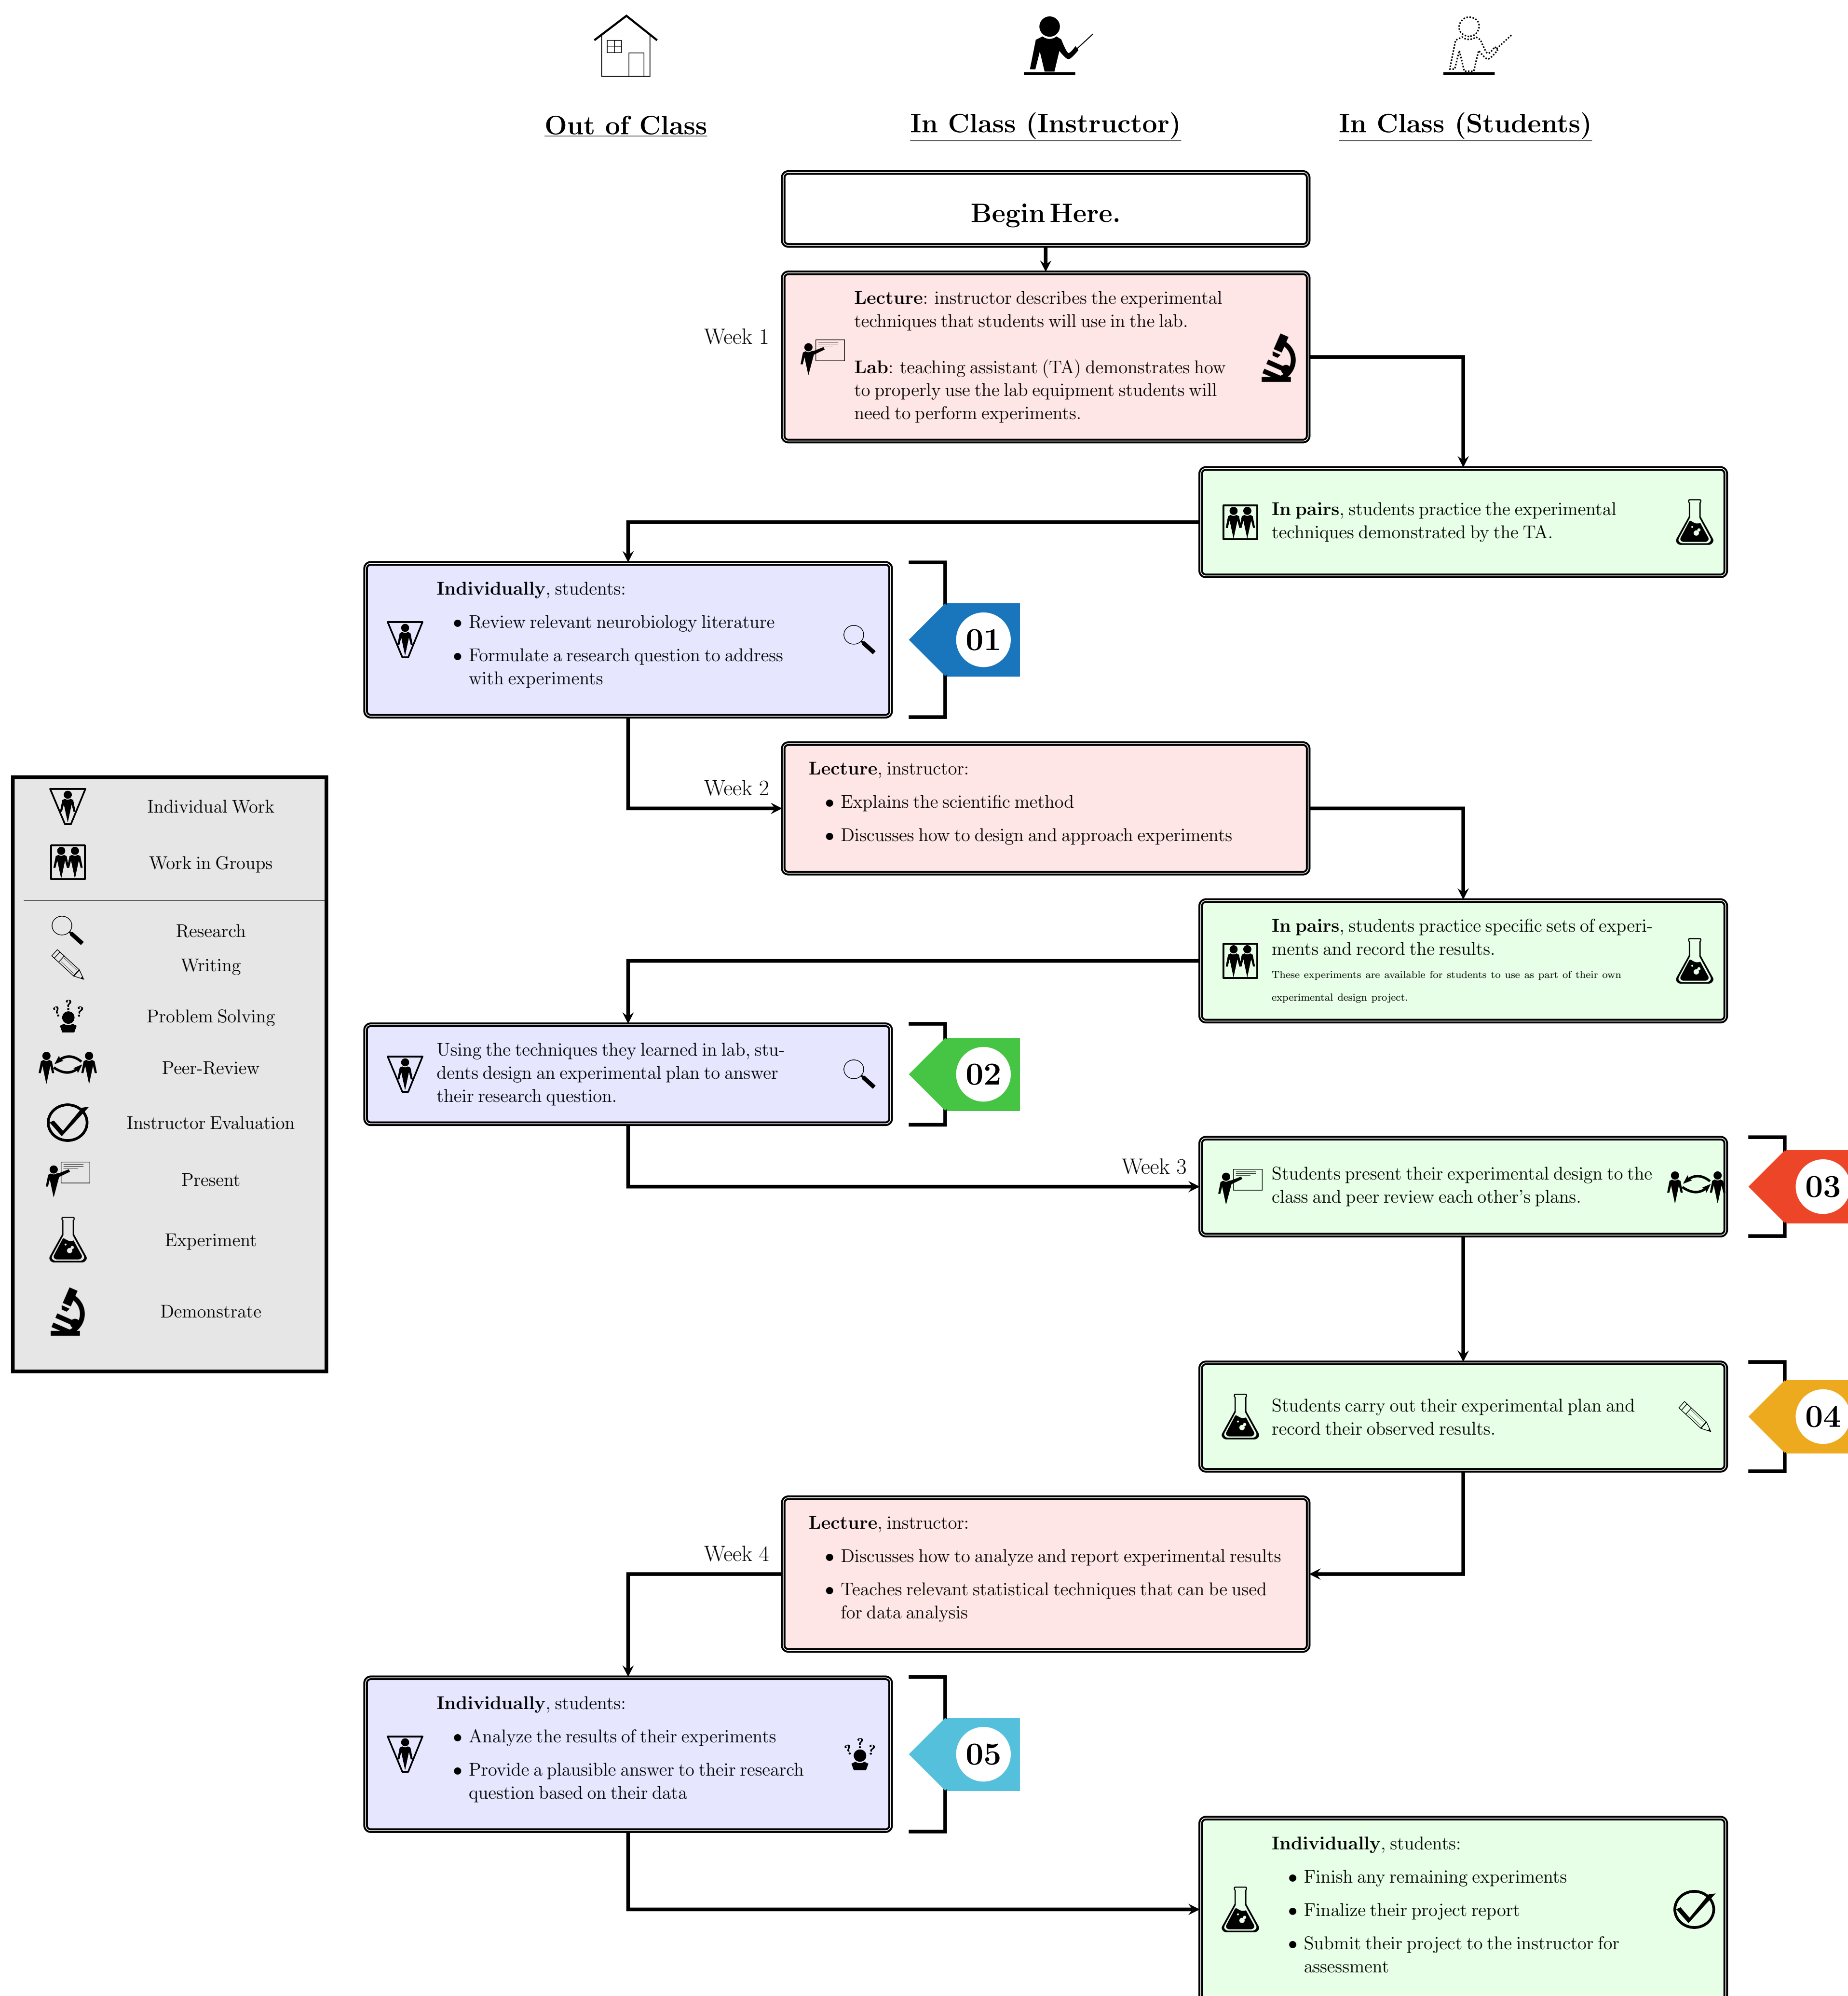 Out of Class
In Class (Instructor)
In Class (Students)
Begin Here.
Week 1
Lecture: instructor describes the experimental
techniques that students will use in the lab.
Lab: teaching assistant (TA) demonstrates how
to properly use the lab equipment students will
need to perform experiments.
In pairs, students practice the experimental
techniques demonstrated by the TA.
Individually, students:
• Review relevant neurobiology literature
• Formulate a research question to address
with experiments
01
Week 2
Lecture, instructor:
• Explains the scientific method
• Discusses how to design and approach experiments
Individual Work
Work in Groups
Research
Writing
Problem Solving
Peer-Review
Instructor Evaluation
Present
Experiment
Demonstrate
In pairs, students practice specific sets of experi-
ments and record the results.
These experiments are available for students to use as part of their own
experimental design project.
Using the techniques they learned in lab, stu-
dents design an experimental plan to answer
their research question.
02
Week 3
Students present their experimental design to the
class and peer review each other's plans.
03
Students carry out their experimental plan and
record their observed results.
04
Week 4
Lecture, instructor:
• Discusses how to analyze and report experimental results
• Teaches relevant statistical techniques that can be used
for data analysis
Individually, students:
• Analyze the results of their experiments
• Provide a plausible answer to their research
question based on their data
05
Individually, students:
• Finish any remaining experiments
• Finalize their project report
• Submit their project to the instructor for
assessment